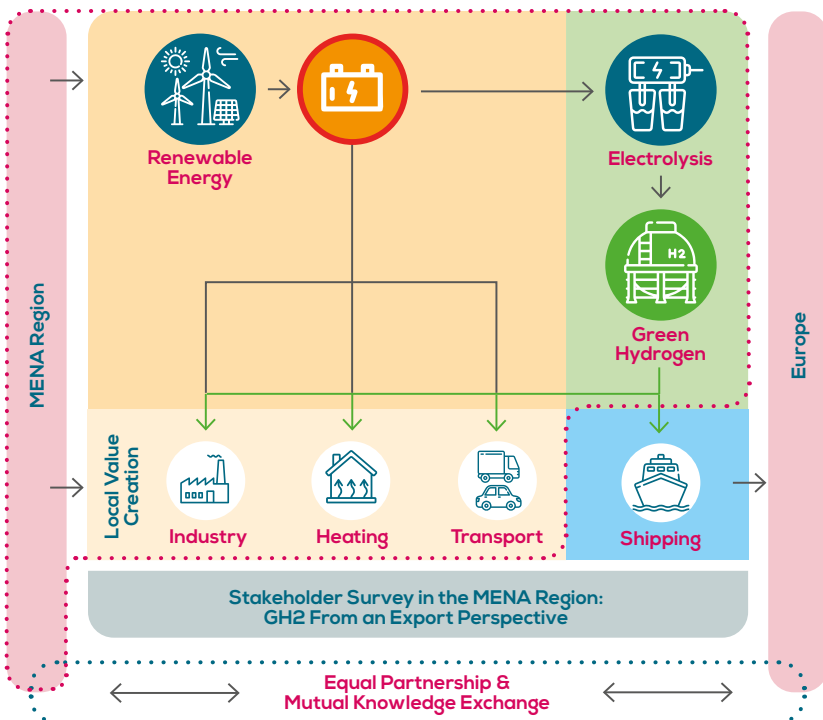 Renewable
Energy
Electrolysis
H2
Green
Hydrogen
MENA Region
Europe
Local Value
Creation
Industry
Heating
Transport
Shipping
Stakeholder Survey in the MENA Region:
GH2 From an Export Perspective
Equal Partnership &
Mutual Knowledge Exchange